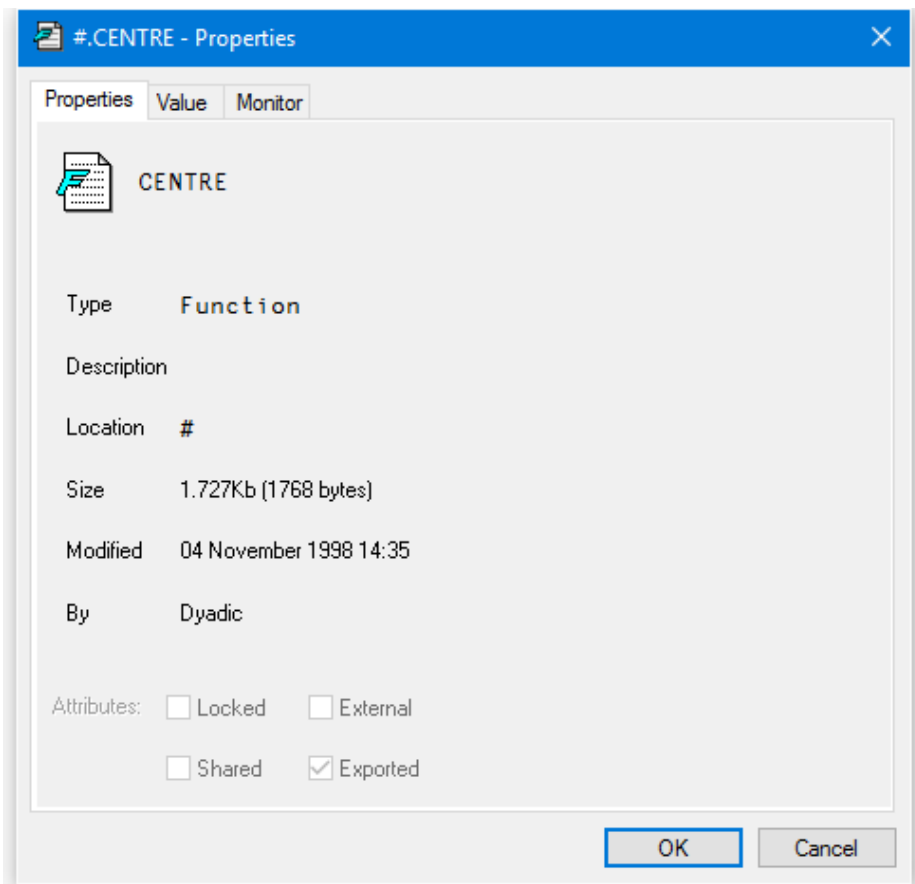 #.CENTRE - Properties
Properties Value Monitor
CENTRE
Type Function
Description
Location #
Size 1.727Kb (1768 bytes)
Modified 04 November 1998 14:35
By Dyadic
Attributes: Locked External
Shared Exported
OK Cancel